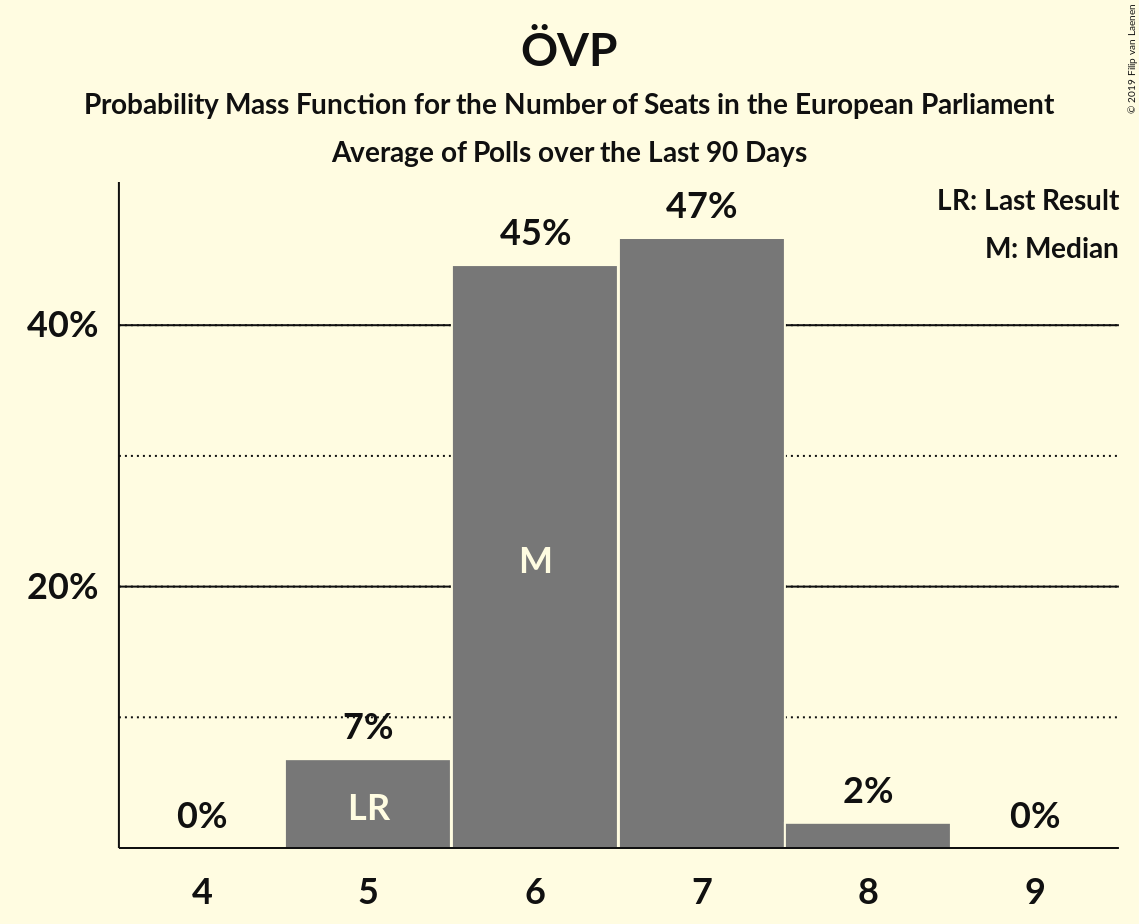 ÖVP
Probability Mass Function for the Number of Seats in the European Parliament
Average of Polls over the Last 90 Days
© 2019 Filip van Laenen
LR: Last Result
M: Median
47%
45%
40%
M
20%
7%
LR
2%
0%
0%
4 5 6 7 8 9